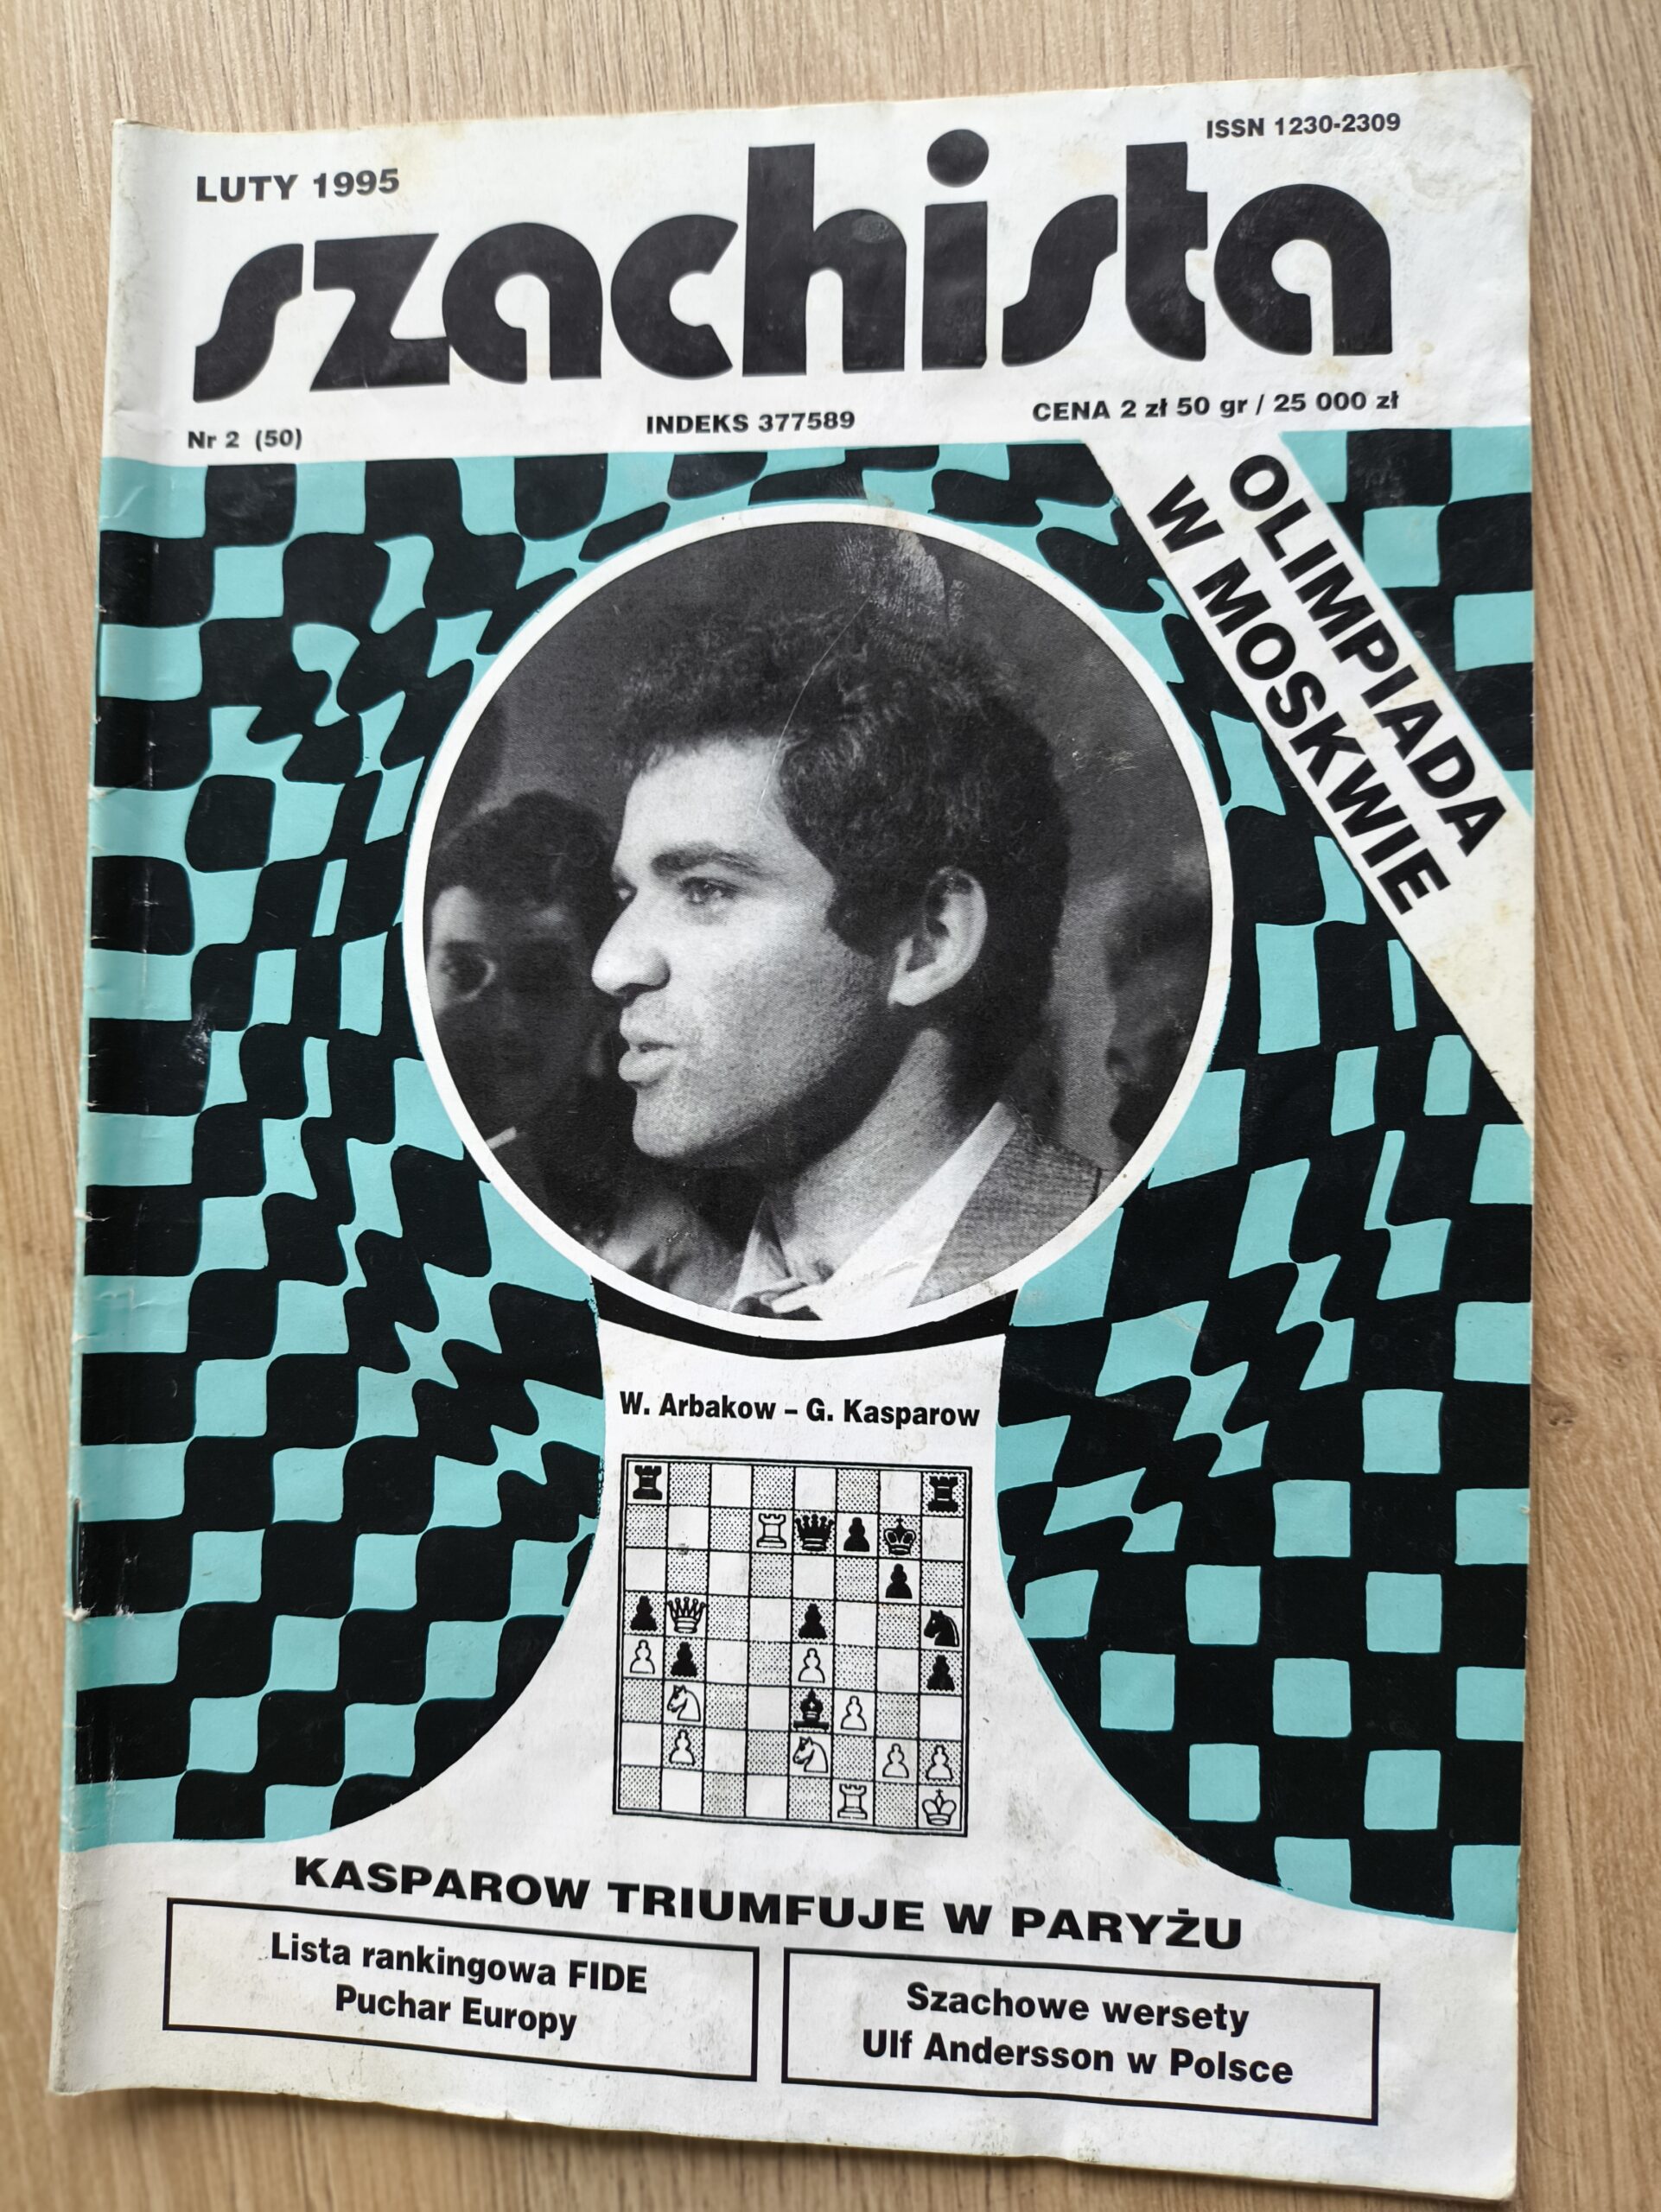 ISSN 1230-2309
LUTY 1995
szachista
Nr 2 (50)
INDEKS 377589
CENA 2 zł 50 gr / 25 000 zł
OLIMPIADA
W MOSKWIE
W. Arbakow – G. Kasparow
KASPAROW TRIUMFUJE W PARYŻU
Lista rankingowa FIDE
Puchar Europy
Szachowe wersety
Ulf Andersson w Polsce